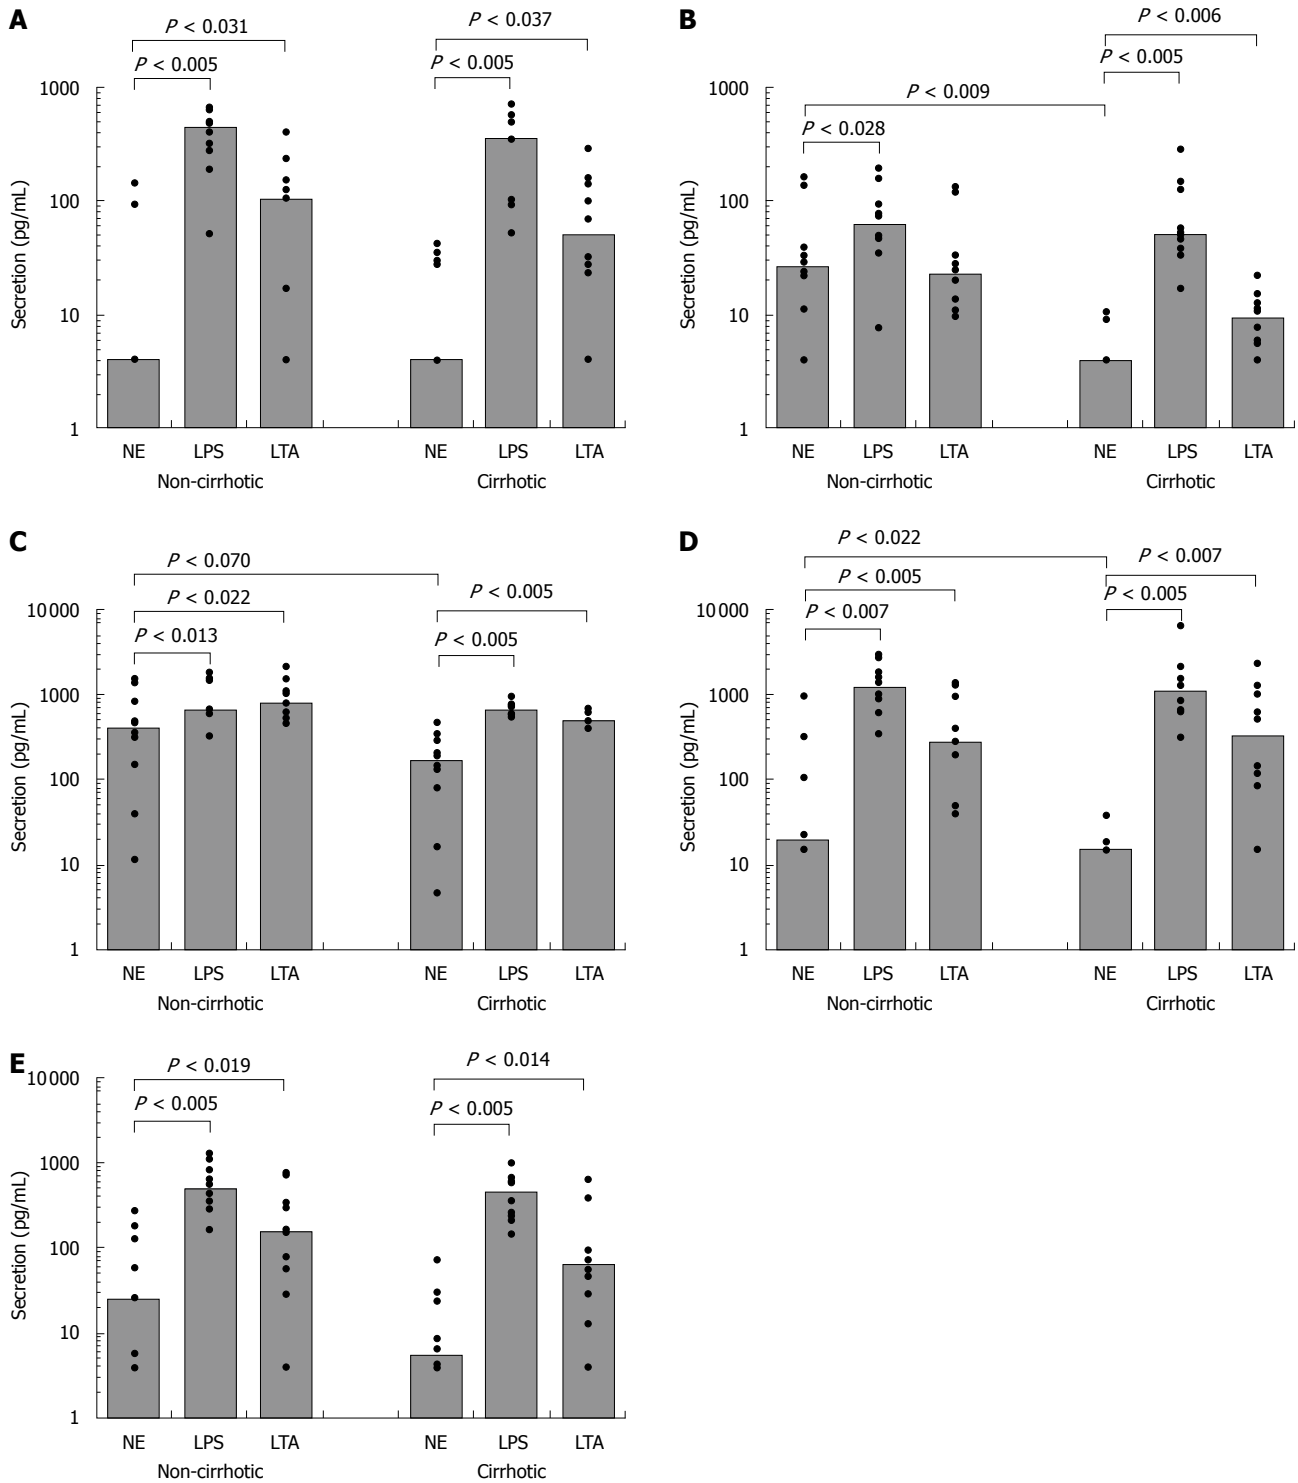 A
P < 0.031
P < 0.037
P < 0.005
P < 0.005
1000
100
10
1
Secretion (pg/mL)
NE LPS LTA NE LPS LTA
Non-cirrhotic Cirrhotic
B
P < 0.006
P < 0.005
P < 0.009
P < 0.028
1000
100
10
1
Secretion (pg/mL)
NE LPS LTA NE LPS LTA
Non-cirrhotic Cirrhotic
C
P < 0.070
P < 0.022
P < 0.005
P < 0.013
P < 0.005
10 000
1000
100
10
1
Secretion (pg/mL)
NE LPS LTA NE LPS LTA
Non-cirrhotic Cirrhotic
D
P < 0.022
P < 0.007
P < 0.005
P < 0.005
P < 0.007
10 000
1000
100
10
1
Secretion (pg/mL)
NE LPS LTA NE LPS LTA
Non-cirrhotic Cirrhotic
E
P < 0.019
P < 0.014
P < 0.005
P < 0.005
10 000
1000
100
10
1
Secretion (pg/mL)
NE LPS LTA NE LPS LTA
Non-cirrhotic Cirrhotic